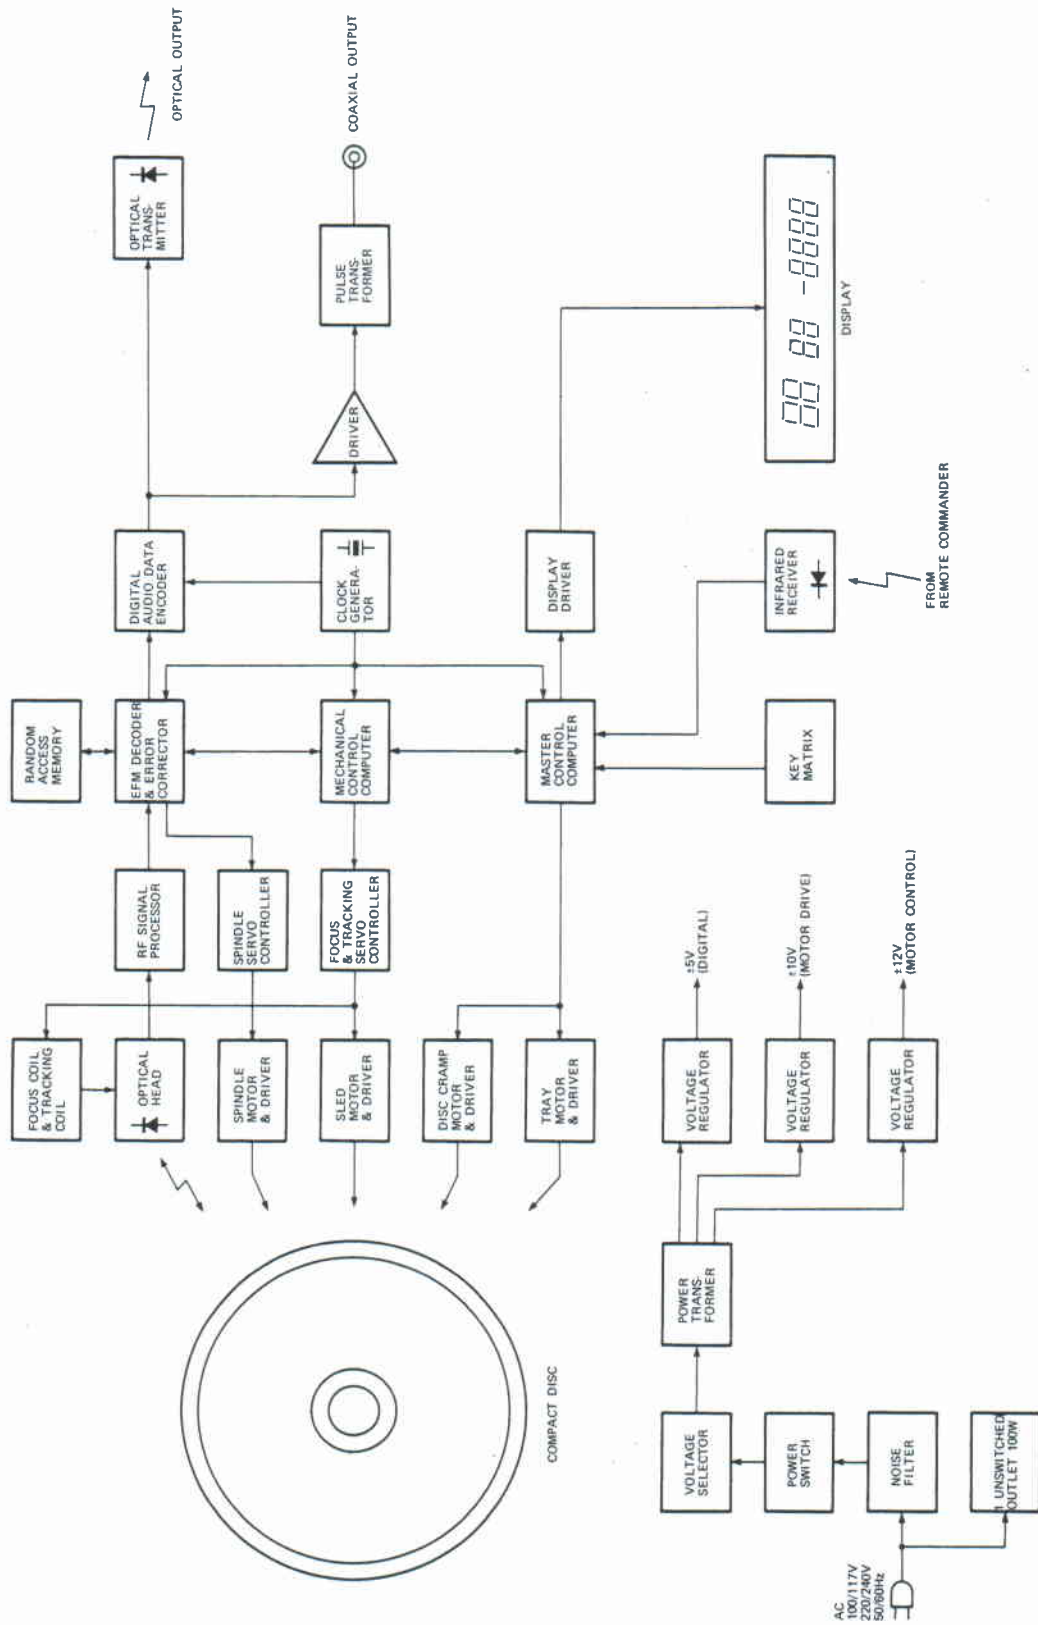 FOCUS COIL
& TRACKING
COIL
RANDOM
ACCESS
MEMORY
OPTICAL
HEAD
RF SIGNAL
PROCESSOR
EFM DECODER
& ERROR
CORRECTOR
DIGITAL
AUDIO DATA
ENCODER
OPTICAL
TRANS-
MITTER
OPTICAL OUTPUT
SPINDLE
MOTOR
& DRIVER
SPINDLE
SERVO
CONTROLLER
SLED
MOTOR
& DRIVER
FOCUS
& TRACKING
SERVO
CONTROLLER
MECHANICAL
CONTROL
COMPUTER
CLOCK
GENERA-
TOR
DRIVER
PULSE
TRANS-
FORMER
COAXIAL OUTPUT
DISC CRAMP
MOTOR
& DRIVER
TRAY
MOTOR
& DRIVER
MASTER
CONTROL
COMPUTER
DISPLAY
DRIVER
COMPACT DISC
KEY
MATRIX
INFRARED
RECEIVER
FROM
REMOTE COMMANDER
88 88 -8888
DISPLAY
VOLTAGE
SELECTOR
POWER
TRANS-
FORMER
VOLTAGE
REGULATOR
±5V
(DIGITAL)
POWER
SWITCH
VOLTAGE
REGULATOR
±10V
(MOTOR DRIVE)
NOISE
FILTER
VOLTAGE
REGULATOR
±12V
(MOTOR CONTROL)
AC
100/117V
220/240V
50/60Hz
1 UNSWITCHED
OUTLET 100W